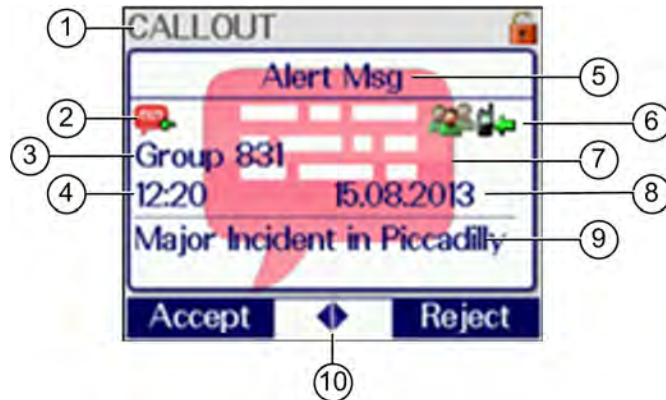 1 CALLOUT
Alert Msg 5
2 6
3 Group 831 7
4 12:20 15.08.2013 8
Major Incident in Piccadilly 9
Accept Reject
10